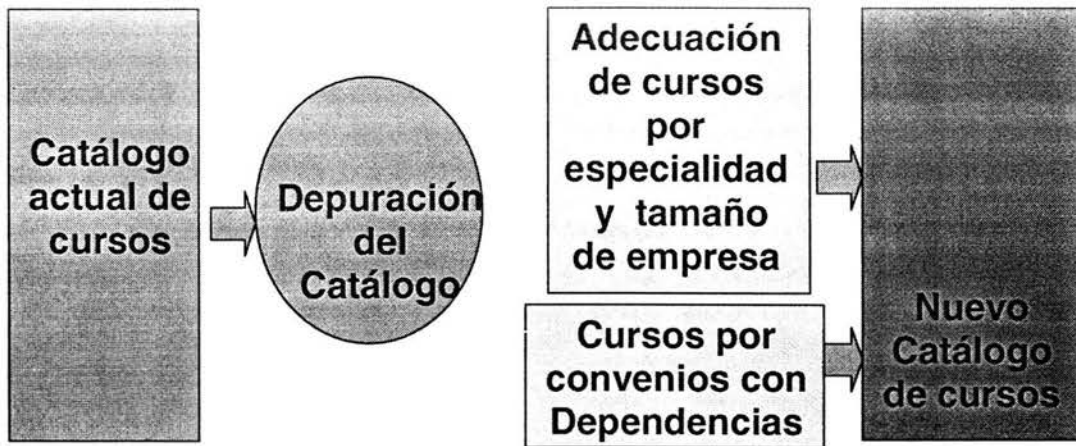 Catálogo
actual de
cursos
Depuración
del
Catálogo
Adecuación
de cursos
por
especialidad
y tamaño
de empresa
Cursos por
convenios con
Dependencias
Nuevo
Catálogo
de cursos